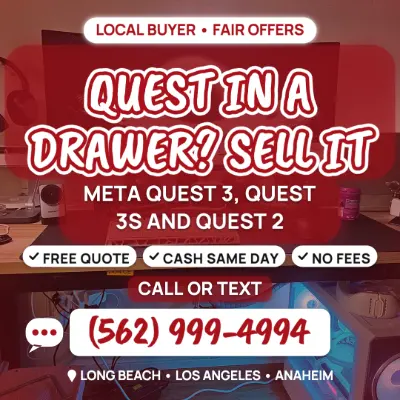 LOCAL BUYER • FAIR OFFERS
QUEST IN A
DRAWER? SELL IT
META QUEST 3, QUEST
3S AND QUEST 2
✓ FREE QUOTE ✓ CASH SAME DAY ✓ NO FEES
CALL OR TEXT
(562) 999-4994
LONG BEACH • LOS ANGELES • ANAHEIM